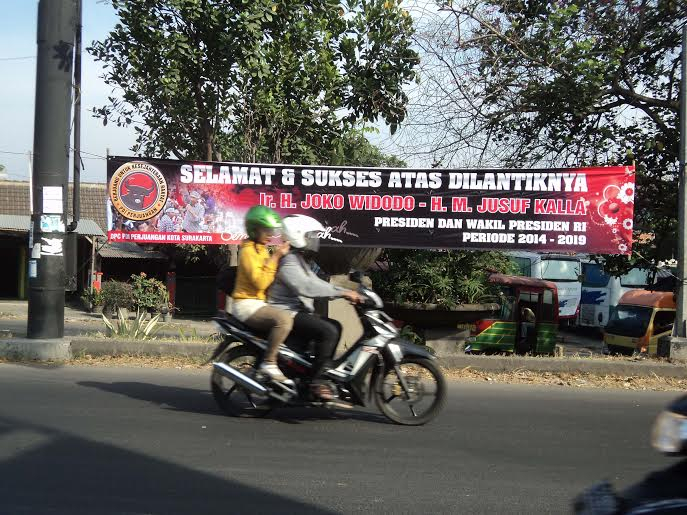 SELAMAT & SUKSES ATAS DILANTIKNYA
Ir. H. JOKO WIDODO - H. M. JUSUF KALLA
PRESIDEN DAN WAKIL PRESIDEN RI
PERIODE 2014 - 2019
DPC PDI PERJUANGAN KOTA SURAKARTA